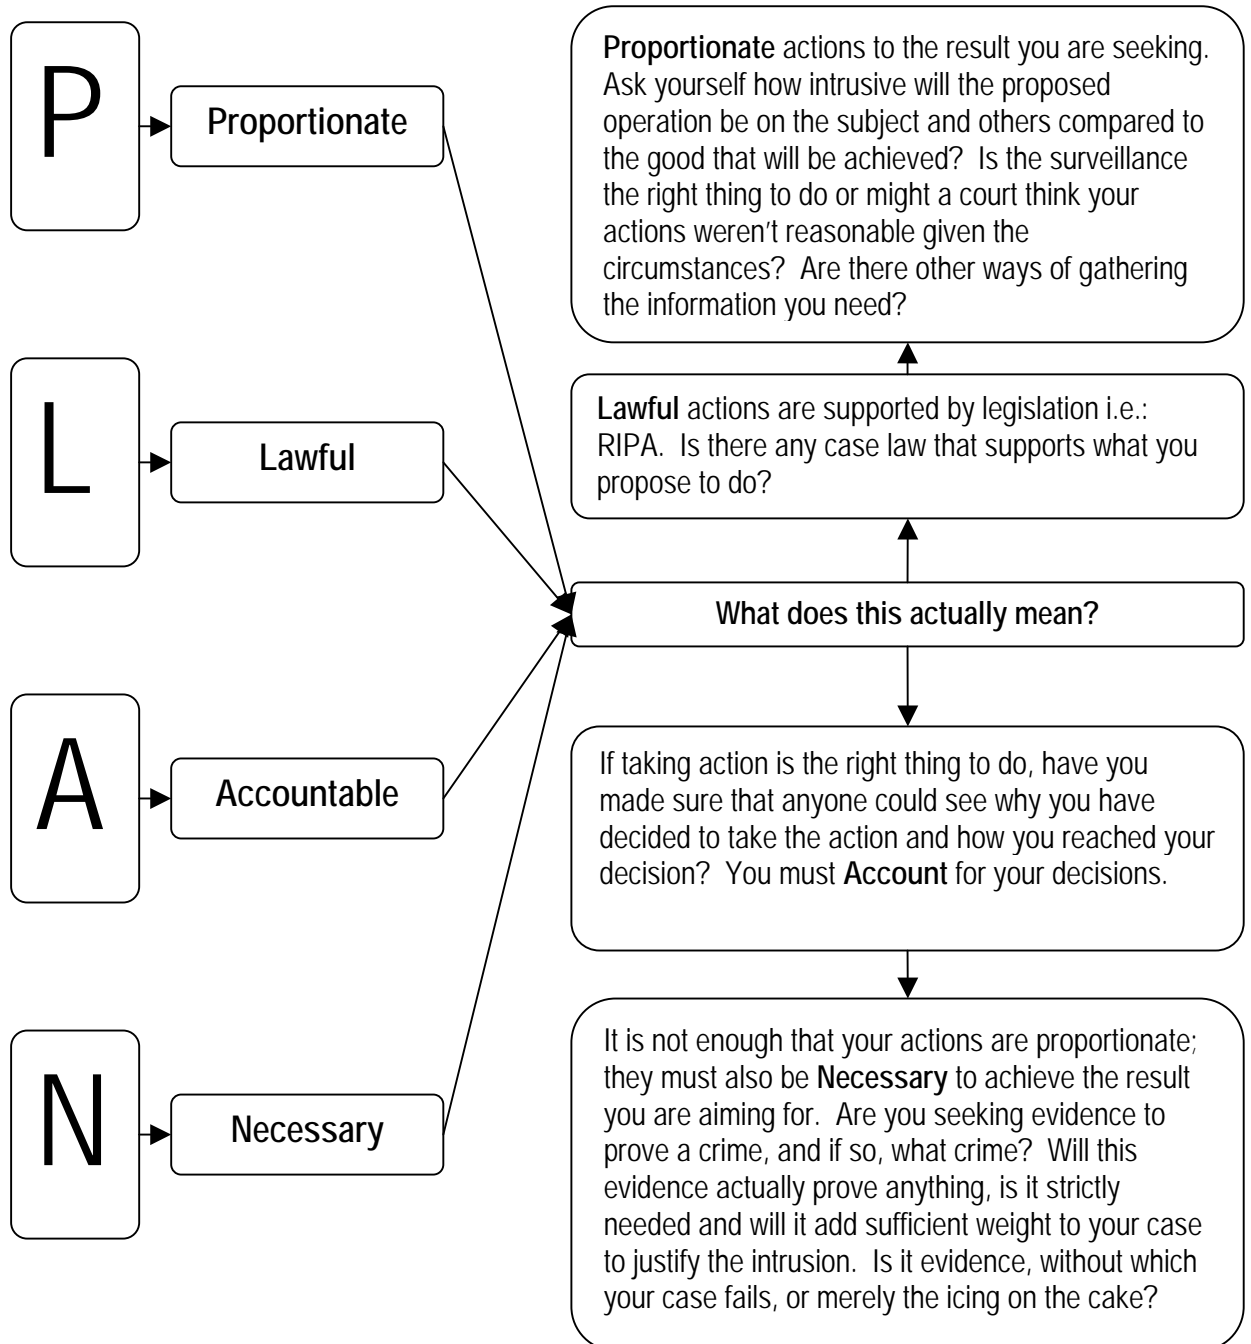 P
Proportionate
L
Lawful
A
Accountable
N
Necessary
Proportionate actions to the result you are seeking.
Ask yourself how intrusive will the proposed
operation be on the subject and others compared to
the good that will be achieved?  Is the surveillance
the right thing to do or might a court think your
actions weren't reasonable given the
circumstances?  Are there other ways of gathering
the information you need?
Lawful actions are supported by legislation i.e.:
RIPA.  Is there any case law that supports what you
propose to do?
What does this actually mean?
If taking action is the right thing to do, have you
made sure that anyone could see why you have
decided to take the action and how you reached your
decision?  You must Account for your decisions.
It is not enough that your actions are proportionate;
they must also be Necessary to achieve the result
you are aiming for.  Are you seeking evidence to
prove a crime, and if so, what crime?  Will this
evidence actually prove anything, is it strictly
needed and will it add sufficient weight to your case
to justify the intrusion.  Is it evidence, without which
your case fails, or merely the icing on the cake?